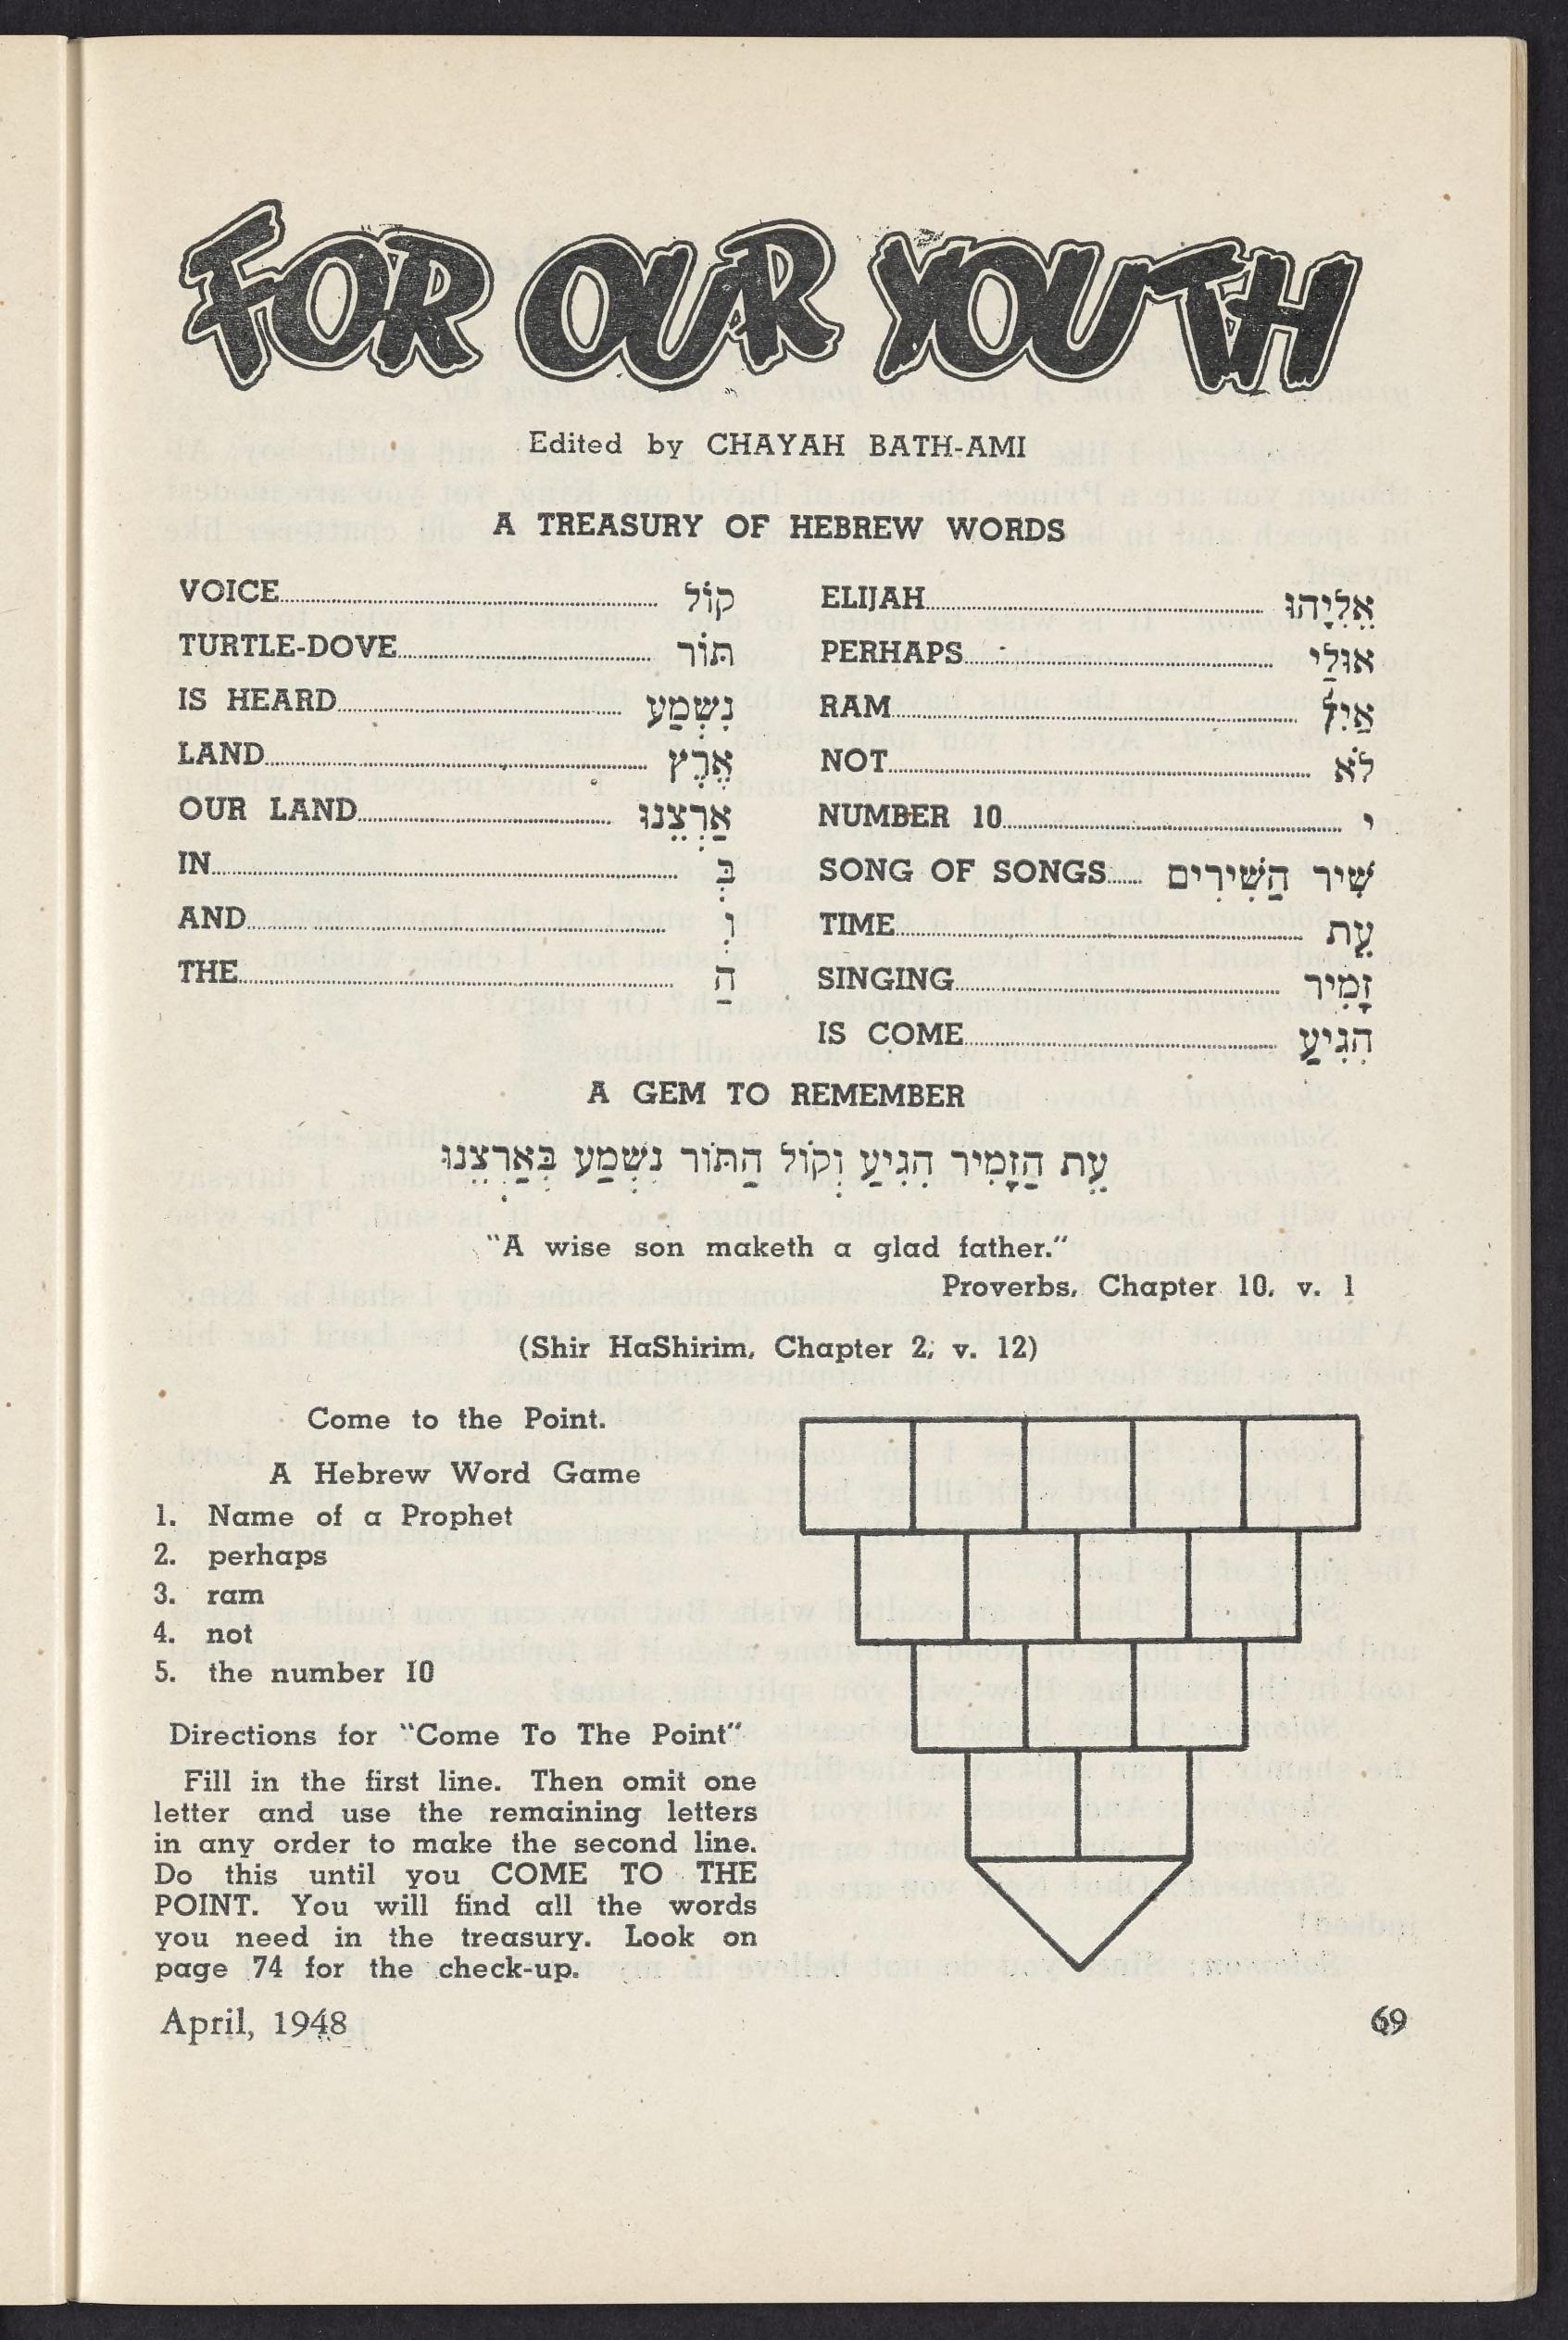 FOR OUR YOUTH
Edited by CHAYAH BATH-AMI
A TREASURY OF HEBREW WORDS
VOICE קוֹל
TURTLE-DOVE תּוֹר
IS HEARD נִשְׁמַע
LAND אֶרֶץ
OUR LAND אַרְצֵנוּ
IN בְּ
AND וְ
THE הַ
ELIJAH אֵלִיָהוּ
PERHAPS אוּלַי
RAM אַיִל
NOT לֹא
NUMBER 10 י
SONG OF SONGS שִׁיר הַשִׁירִים
TIME עֵת
SINGING זָמִיר
IS COME הִגִיעַ
A GEM TO REMEMBER
עֵת הַזָמִיר הִגִיעַ וְקוֹל הַתּוֹר נִשְׁמַע בְּאַרְצֵנוּ
"A wise son maketh a glad father."
Proverbs, Chapter 10, v. 1
(Shir HaShirim, Chapter 2; v. 12)
Come to the Point.
A Hebrew Word Game
1. Name of a Prophet
2. perhaps
3. ram
4. not
5. the number 10
Directions for "Come To The Point"
Fill in the first line. Then omit one
letter and use the remaining letters
in any order to make the second line.
Do this until you COME TO THE
POINT. You will find all the words
you need in the treasury. Look on
page 74 for the check-up.
April, 1948
69